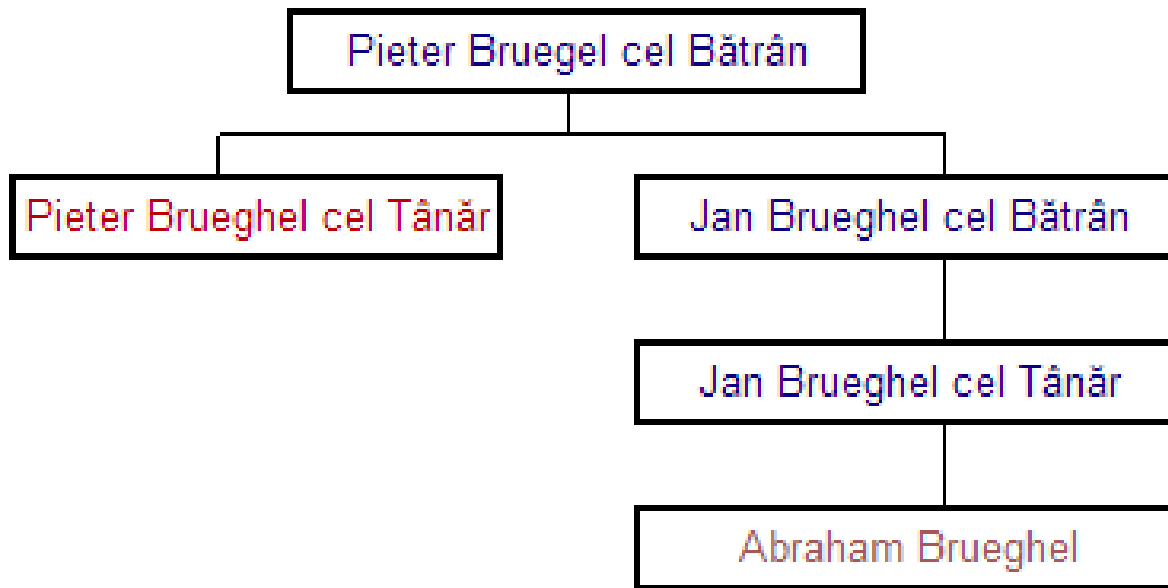 Pieter Bruegel cel Bătrân
Pieter Brueghel cel Tânăr
Jan Brueghel cel Bătrân
Jan Brueghel cel Tânăr
Abraham Brueghel